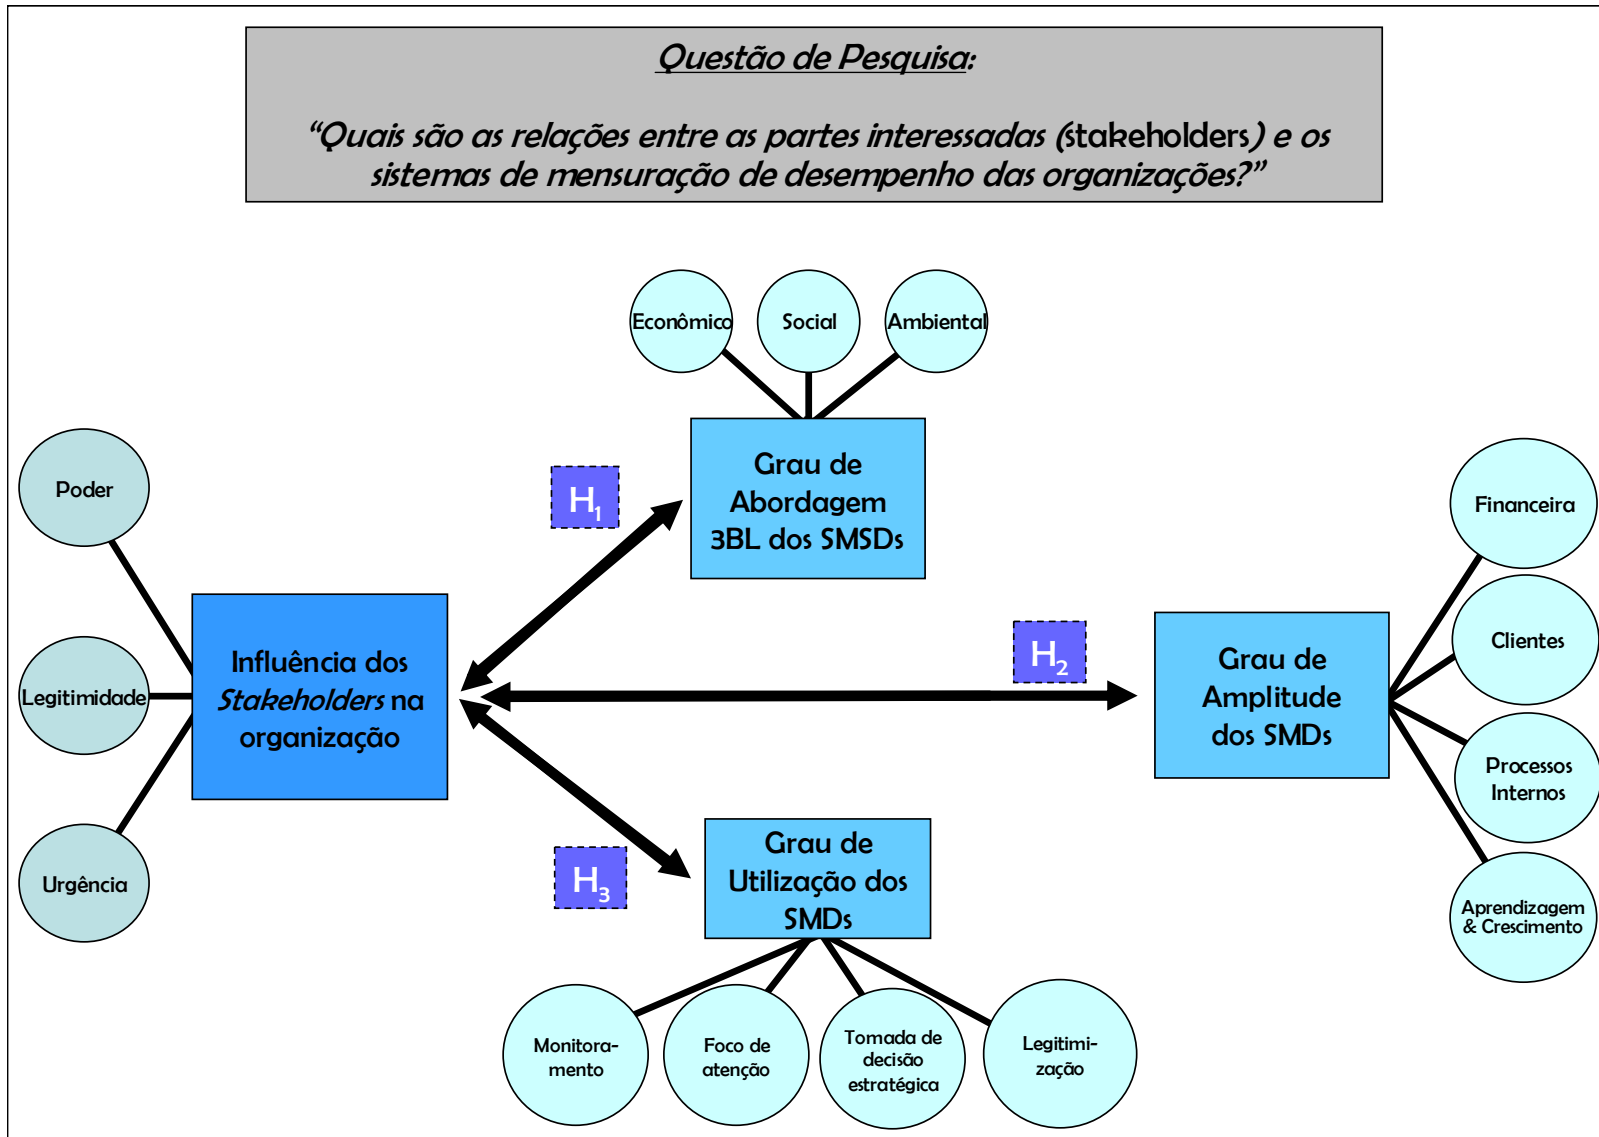 Questão de Pesquisa:
“Quais são as relações entre as partes interessadas (stakeholders) e os
sistemas de mensuração de desempenho das organizações?”
Econômico
Social
Ambiental
Grau de
Abordagem
3BL dos SMSDs
H1
Poder
Legitimidade
Urgência
Influência dos
Stakeholders na
organização
H2
Grau de
Amplitude
dos SMDs
Financeira
Clientes
Processos
Internos
Aprendizagem
& Crescimento
H3
Grau de
Utilização dos
SMDs
Monitora-
mento
Foco de
atenção
Tomada de
decisão
estratégica
Legitimi-
zação